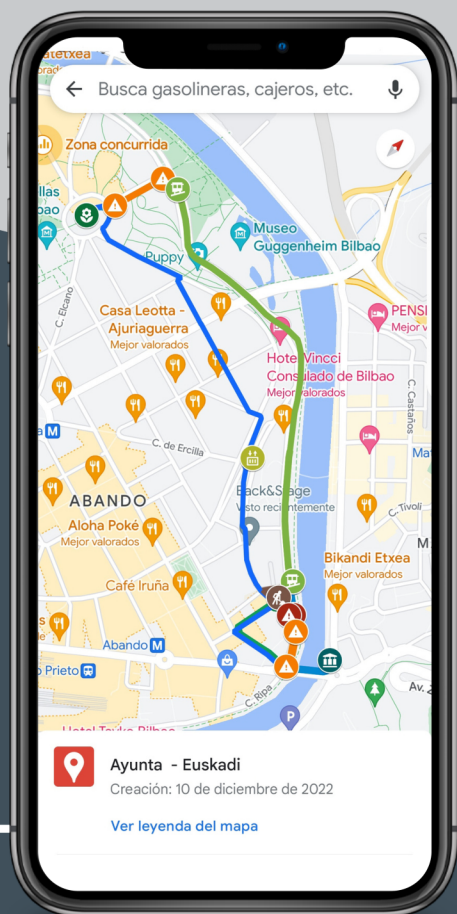 Busca gasolineras, cajeros, etc.
Zona concurrida
Museo
Guggenheim Bilbao
Puppy
C. Elcano
Casa Leotta -
Ajuriaguerra
Mejor valorados
PENSI
Mejor v
Hotel Vincci
Consulado de Bilbao
Mejor valorados
C. Castaños
M
C. de Ercilla
Back&Stage
Visto recientemente
ABANDO
C. Tívoli
Aloha Poké
Mejor valorados
Bikandi Etxea
Mejor valorados
Café Iruña
Abando M
o Prieto
C. Ripa
Av.
P
Ayunta - Euskadi
Creación: 10 de diciembre de 2022
Ver leyenda del mapa